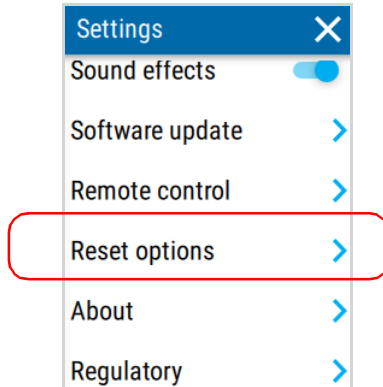 Settings
Sound effects
Software update
Remote control
Reset options
About
Regulatory